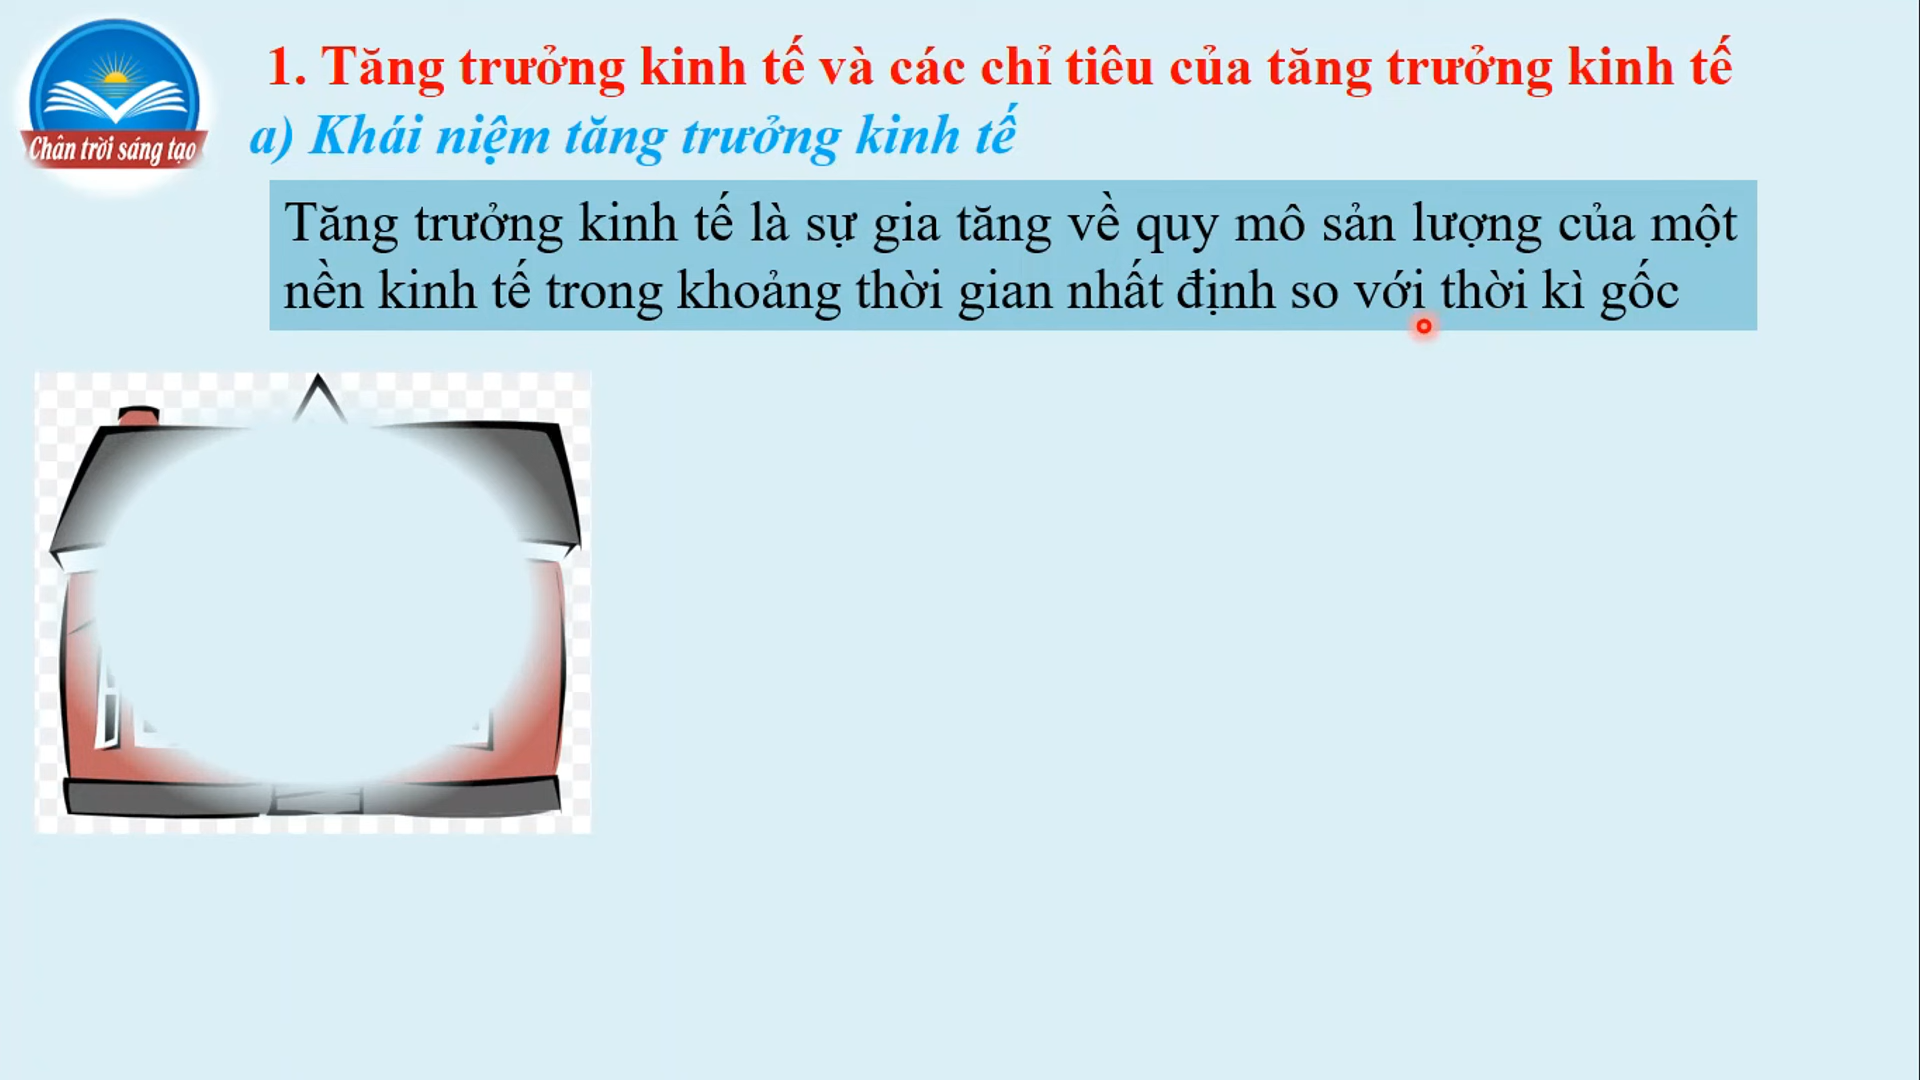 Chân trời sáng tạo
1. Tăng trưởng kinh tế và các chỉ tiêu của tăng trưởng kinh tế
a) Khái niệm tăng trưởng kinh tế
Tăng trưởng kinh tế là sự gia tăng về quy mô sản lượng của một
nền kinh tế trong khoảng thời gian nhất định so với thời kì gốc